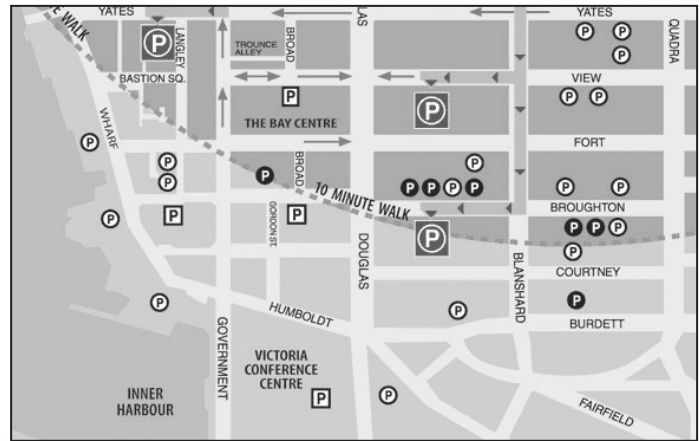 YATES
LAS
YATES
QUADRA
TE WALK
P
LANGLEY
TROUNCE
ALLEY
BROAD
P
P
P
BASTION SQ.
VIEW
P
P
P
P
THE BAY CENTRE
WHARF
FORT
P
P
P
P
BROAD
P
10 MINUTE WALK
P
P
P
P
P
P
P
BROUGHTON
P
P
GORDON ST.
P
P
P
P
P
DOUGLAS
P
BLANSHARD
COURTNEY
P
HUMBOLDT
P
P
BURDETT
GOVERNMENT
VICTORIA
CONFERENCE
CENTRE
INNER
HARBOUR
P
P
FAIRFIELD